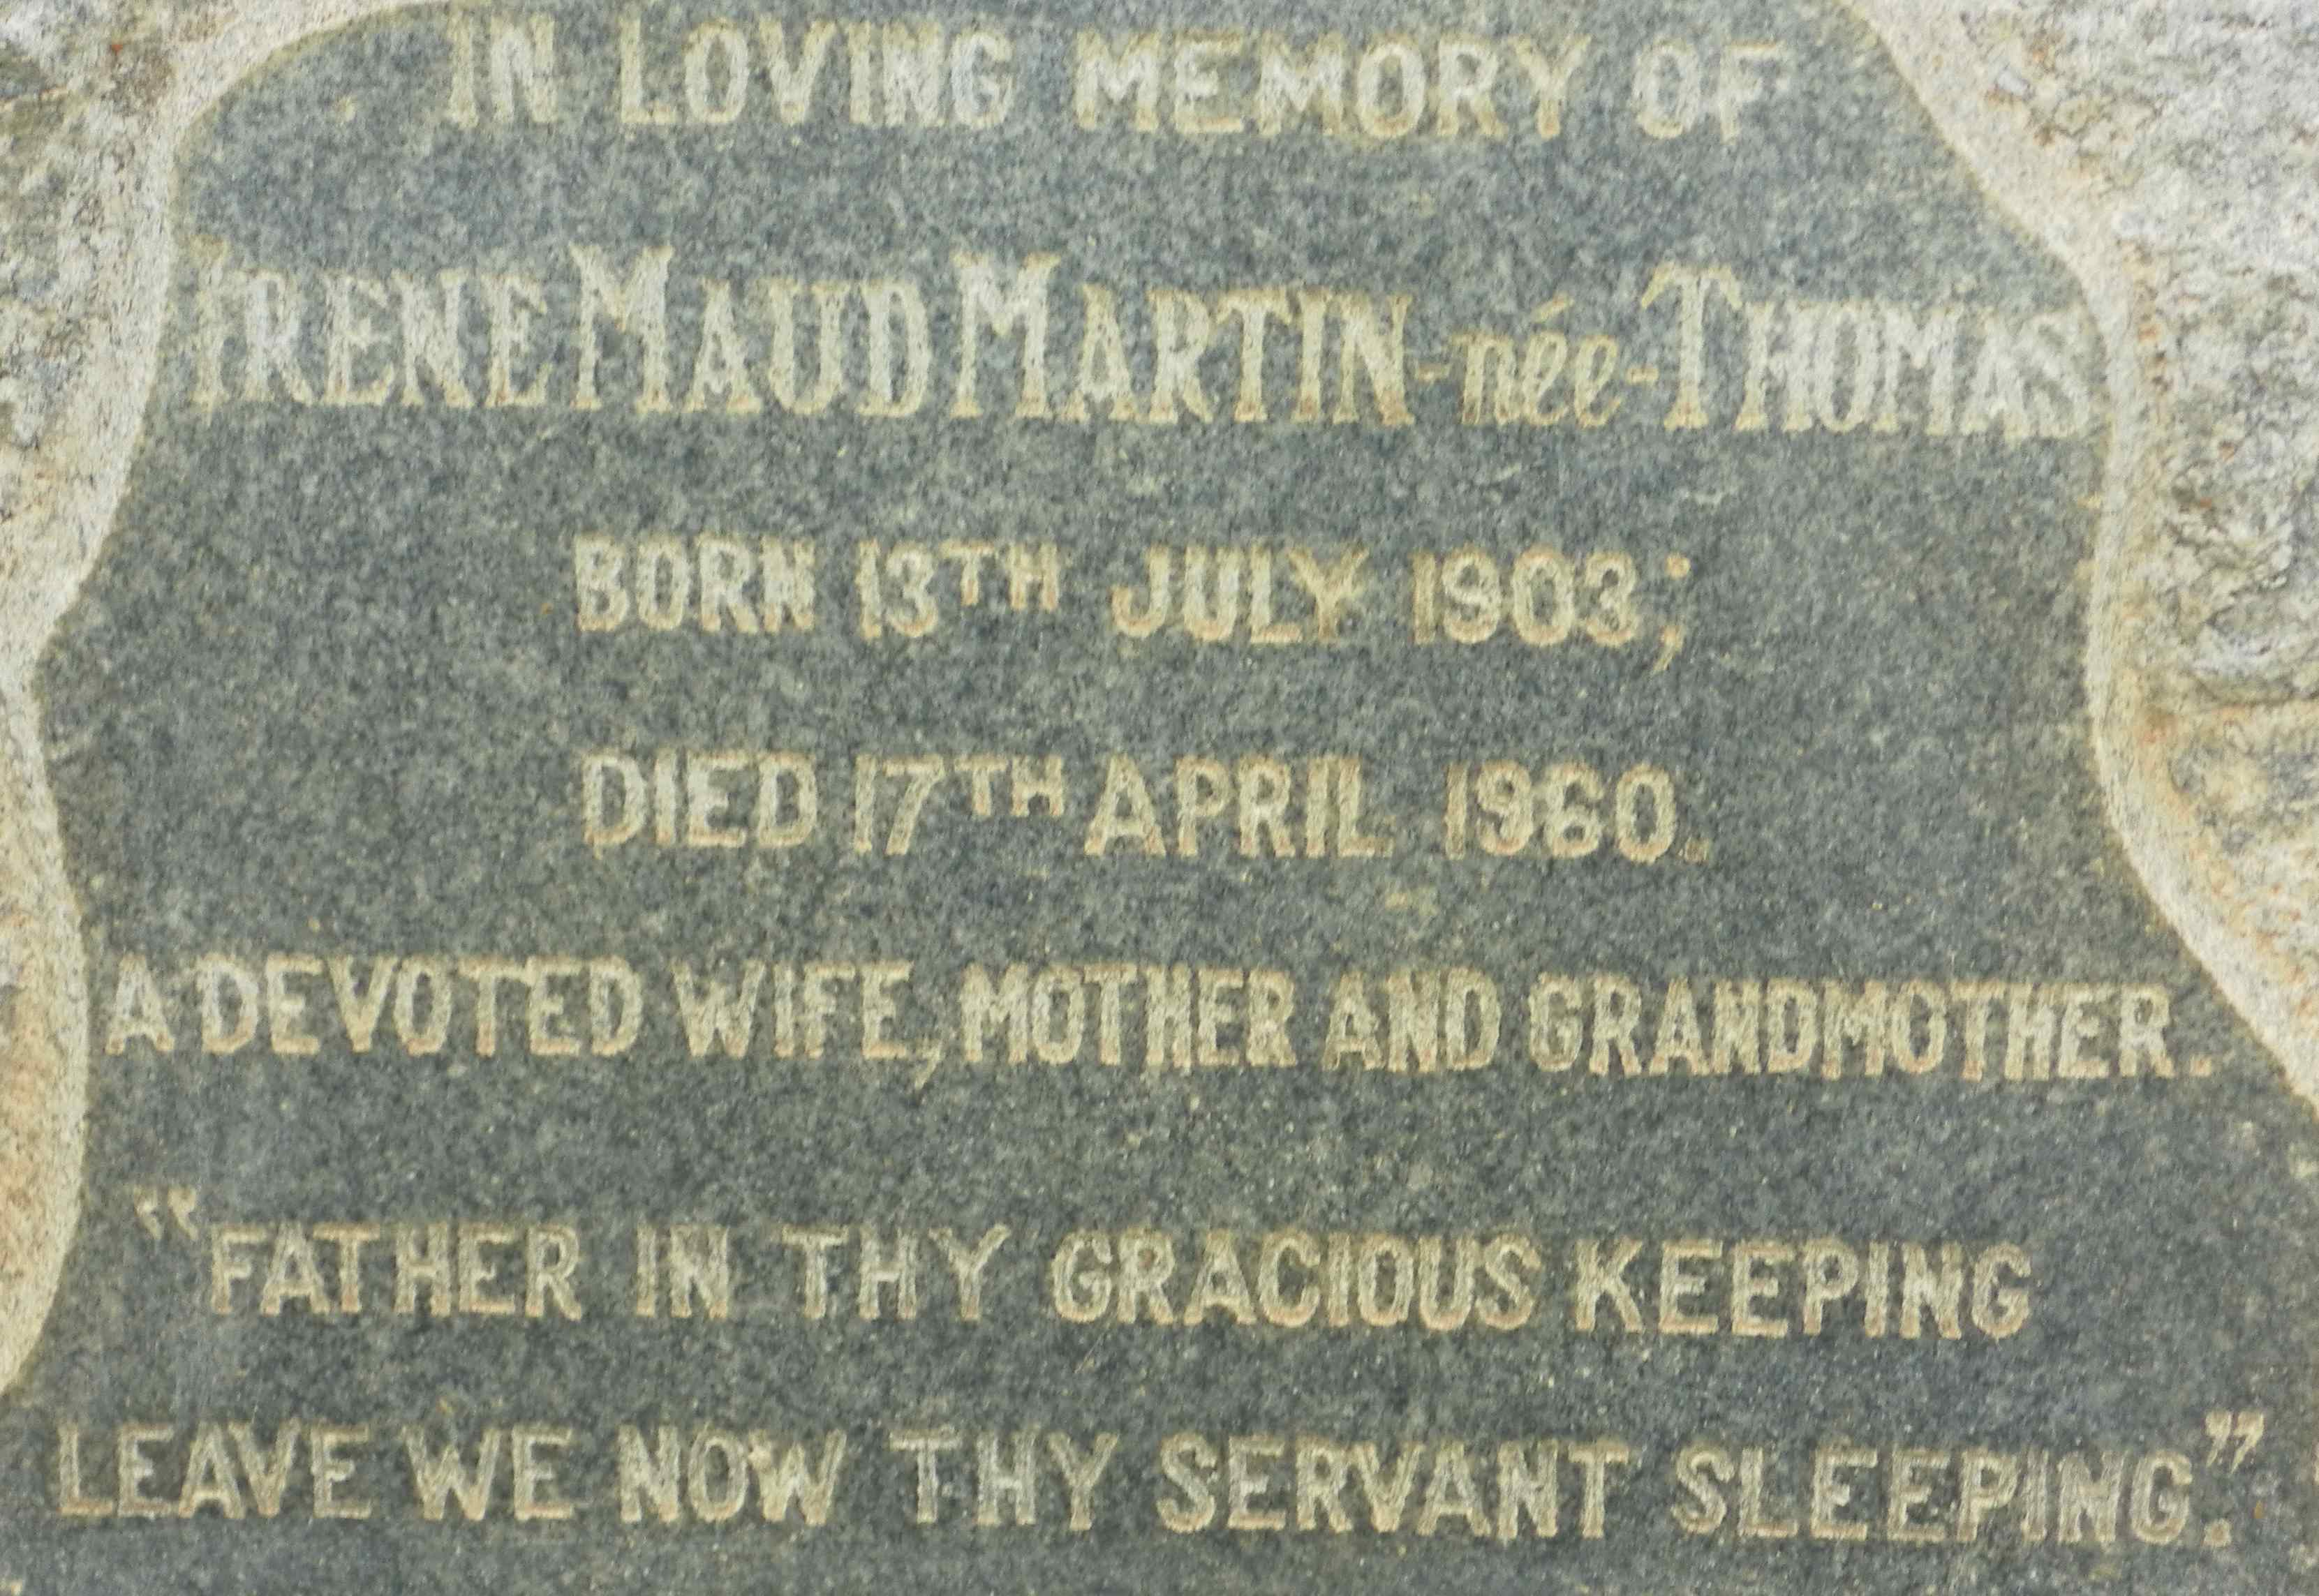 IN LOVING MEMORY OF
IRENE MAUD MARTIN -née- THOMAS
BORN 13TH JULY 1903;
DIED 17TH APRIL 1960.
A DEVOTED WIFE, MOTHER AND GRANDMOTHER.
"FATHER IN THY GRACIOUS KEEPING
LEAVE WE NOW THY SERVANT SLEEPING."